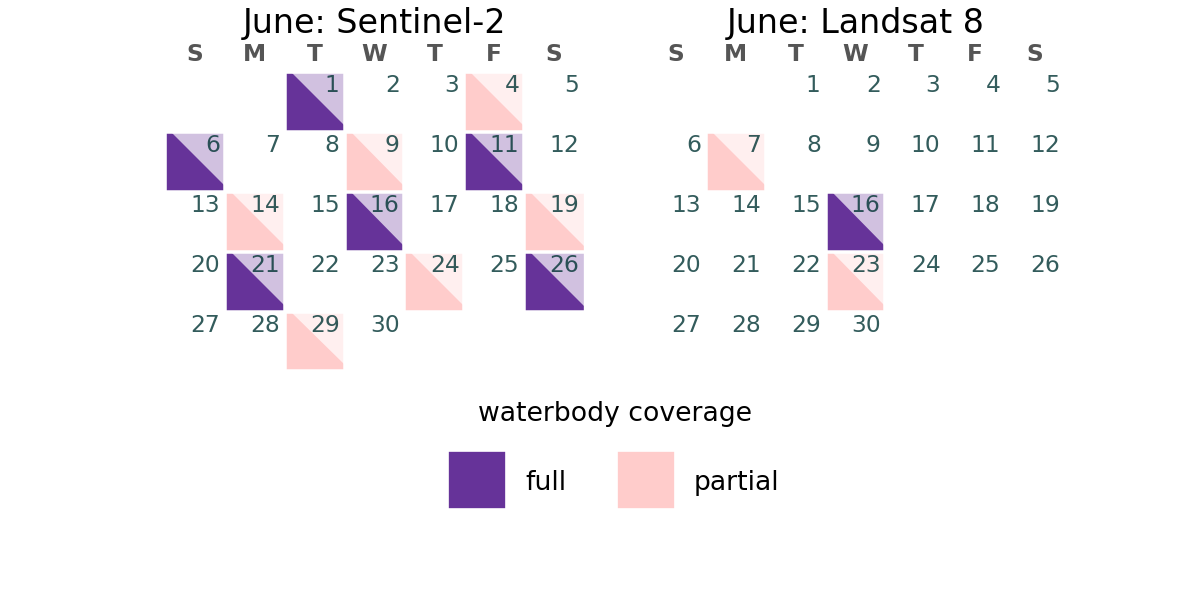 June: Sentinel-2
S M T W T F S
1 2 3 4 5
6 7 8 9 10 11 12
13 14 15 16 17 18 19
20 21 22 23 24 25 26
27 28 29 30
June: Landsat 8
S M T W T F S
1 2 3 4 5
6 7 8 9 10 11 12
13 14 15 16 17 18 19
20 21 22 23 24 25 26
27 28 29 30
waterbody coverage
full partial